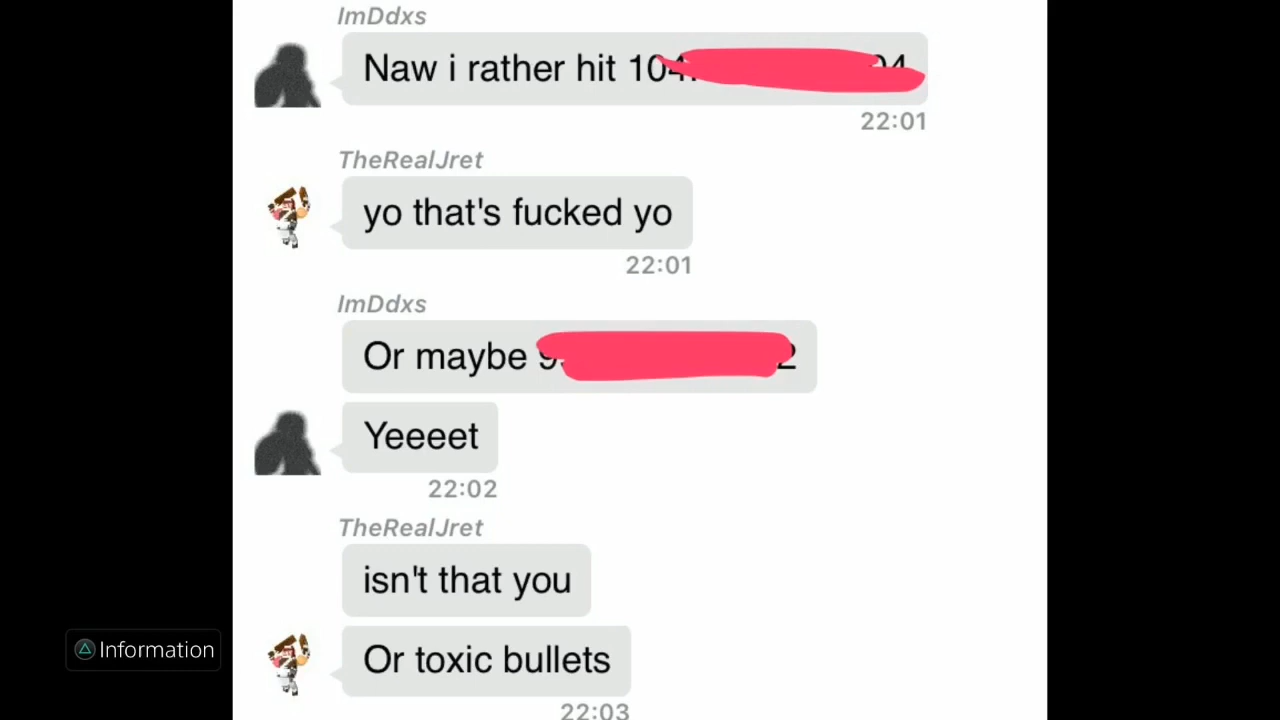 ImDdxs
Naw i rather hit 104.
22:01
TheRealJret
yo that's fucked yo
22:01
ImDdxs
Or maybe
Yeeeet
22:02
TheRealJret
isn't that you
Or toxic bullets
22:03
Information